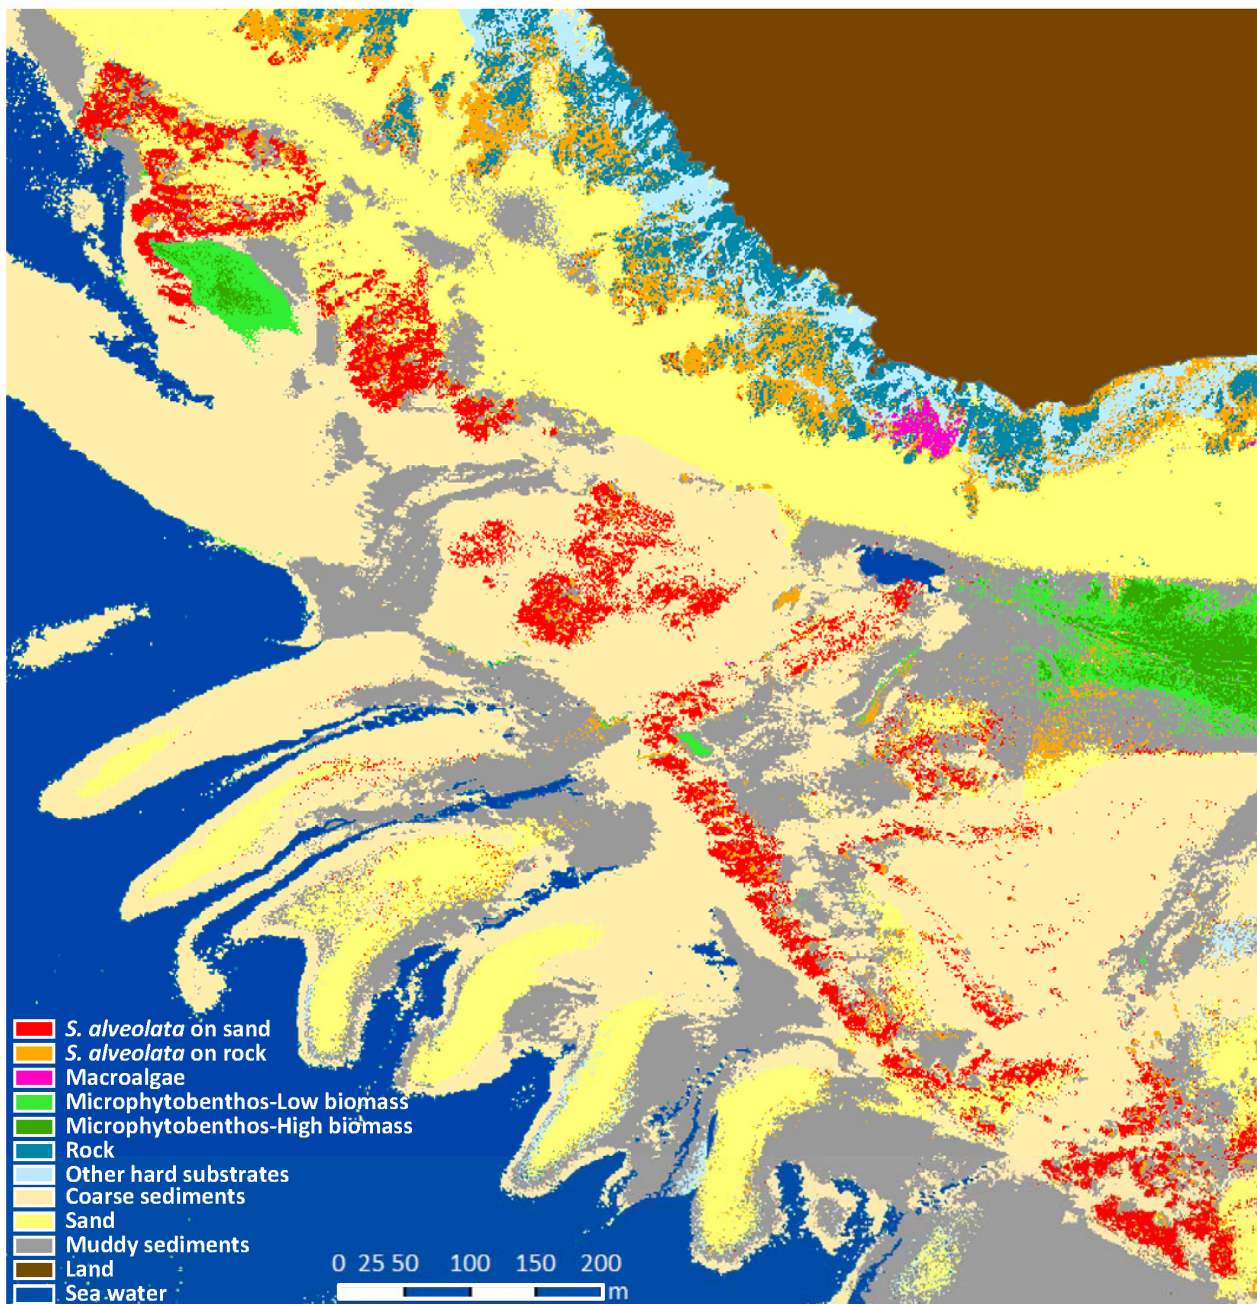 S. alveolata on sand
S. alveolata on rock
Macroalgae
Microphytobenthos-Low biomass
Microphytobenthos-High biomass
Rock
Other hard substrates
Coarse sediments
Sand
Muddy sediments
Land
Sea water
0 25 50 100 150 200
m